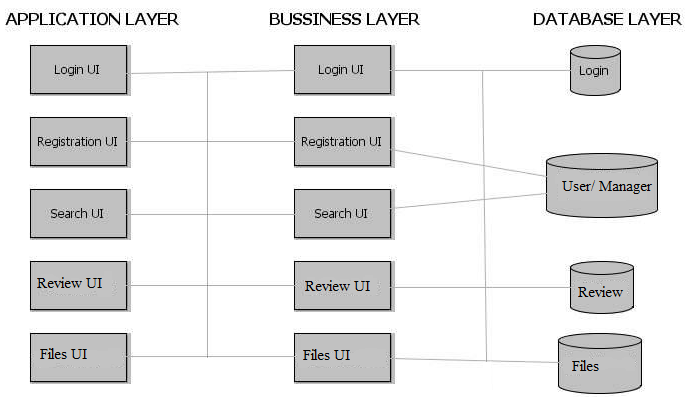 APPLICATION LAYER
BUSSINESS LAYER
DATABASE LAYER
Login UI
Login UI
Login
Registration UI
Registration UI
User/ Manager
Search UI
Search UI
Review UI
Review UI
Review
Files UI
Files UI
Files